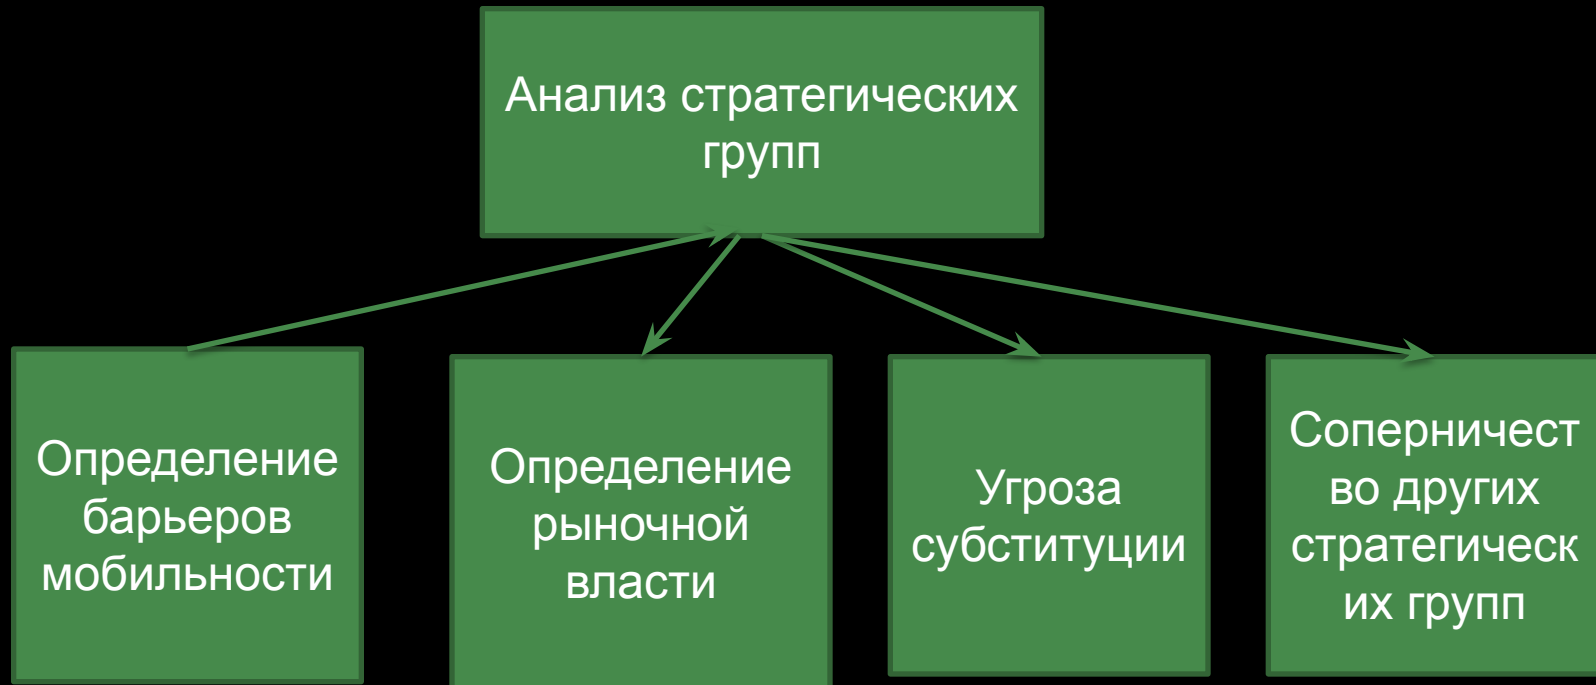 Анализ стратегических
групп
Определение
барьеров
мобильности
Определение
рыночной
власти
Угроза
субституции
Соперничест
во других
стратегическ
их групп